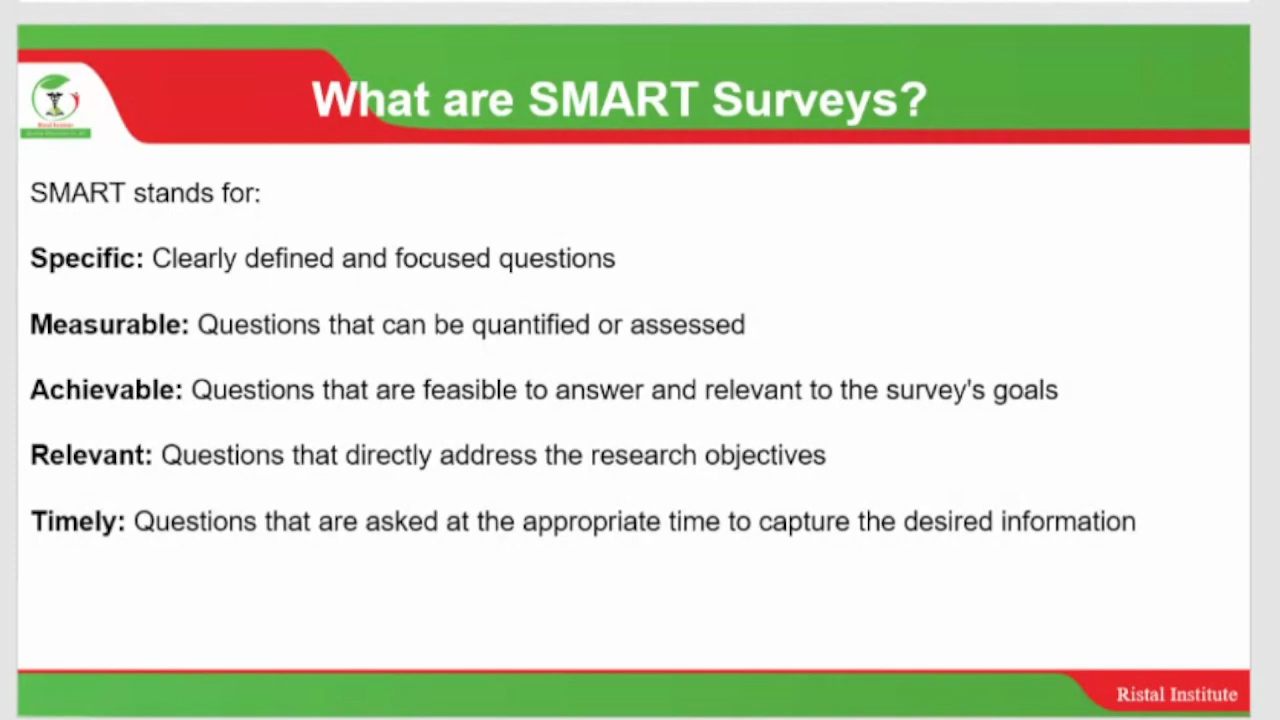 What are SMART Surveys?
Ristal Institute
SMART stands for:
Specific: Clearly defined and focused questions
Measurable: Questions that can be quantified or assessed
Achievable: Questions that are feasible to answer and relevant to the survey's goals
Relevant: Questions that directly address the research objectives
Timely: Questions that are asked at the appropriate time to capture the desired information
Ristal Institute